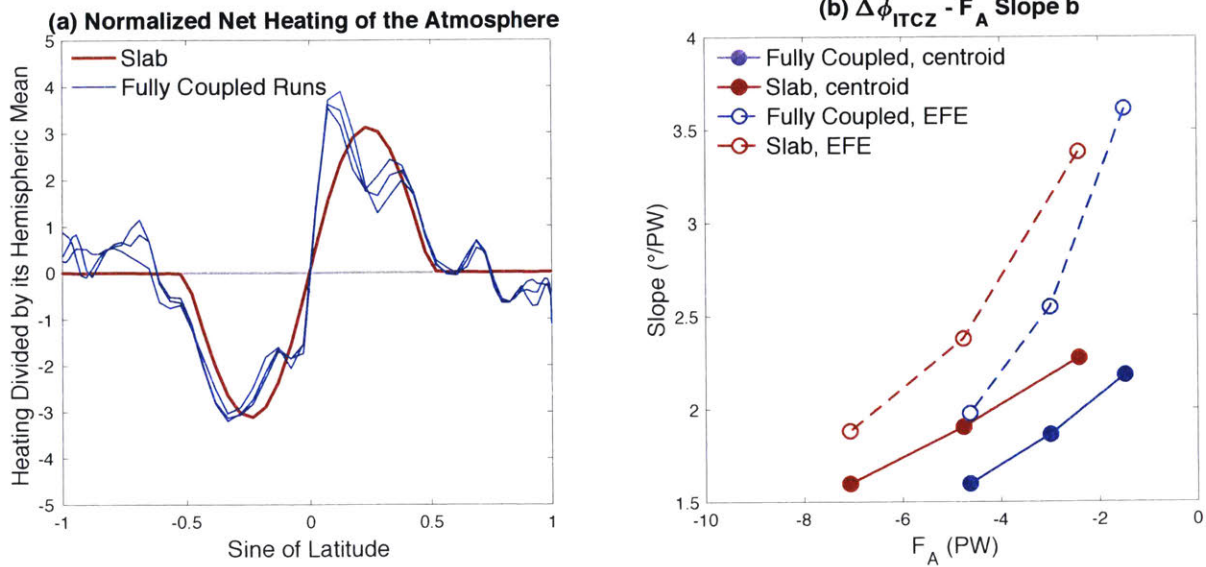 (a) Normalized Net Heating of the Atmosphere
Heating Divided by its Hemispheric Mean
5
4
3
2
1
0
-1
-2
-3
-4
-5
Slab
Fully Coupled Runs
-1
-0.5
0
0.5
1
Sine of Latitude
(b) Δϕ_ITCZ - F_A Slope b
Slope (°/PW)
4
3.5
3
2.5
2
1.5
Fully Coupled, centroid
Slab, centroid
Fully Coupled, EFE
Slab, EFE
-10
-8
-6
-4
-2
0
F_A (PW)